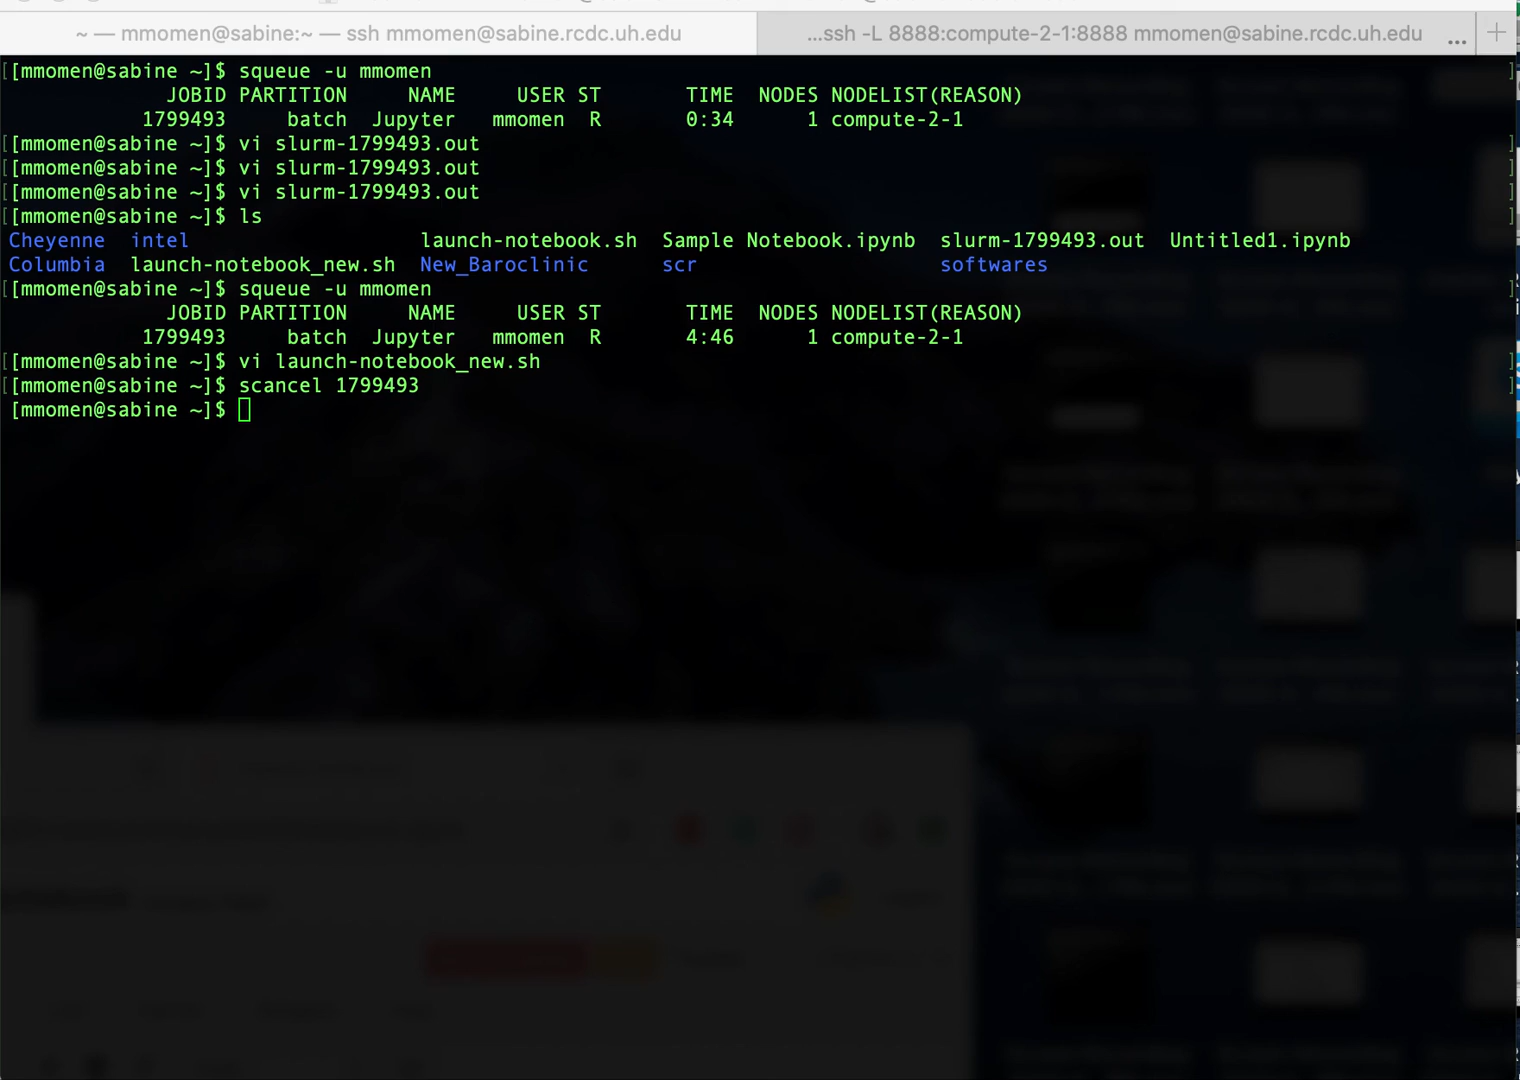 ~ — mmomen@sabine:~ — ssh mmomen@sabine.rcdc.uh.edu
...ssh -L 8888:compute-2-1:8888 mmomen@sabine.rcdc.uh.edu ... +
[[mmomen@sabine ~]$ squeue -u mmomen ]
JOBID PARTITION NAME USER ST TIME NODES NODELIST(REASON)
1799493 batch Jupyter mmomen R 0:34 1 compute-2-1
[[mmomen@sabine ~]$ vi slurm-1799493.out ]
[[mmomen@sabine ~]$ vi slurm-1799493.out ]
[[mmomen@sabine ~]$ vi slurm-1799493.out ]
[[mmomen@sabine ~]$ ls ]
Cheyenne intel launch-notebook.sh Sample Notebook.ipynb slurm-1799493.out Untitled1.ipynb
Columbia launch-notebook_new.sh New_Baroclinic scr softwares
[[mmomen@sabine ~]$ squeue -u mmomen ]
JOBID PARTITION NAME USER ST TIME NODES NODELIST(REASON)
1799493 batch Jupyter mmomen R 4:46 1 compute-2-1
[[mmomen@sabine ~]$ vi launch-notebook_new.sh ]
[[mmomen@sabine ~]$ scancel 1799493 ]
[mmomen@sabine ~]$